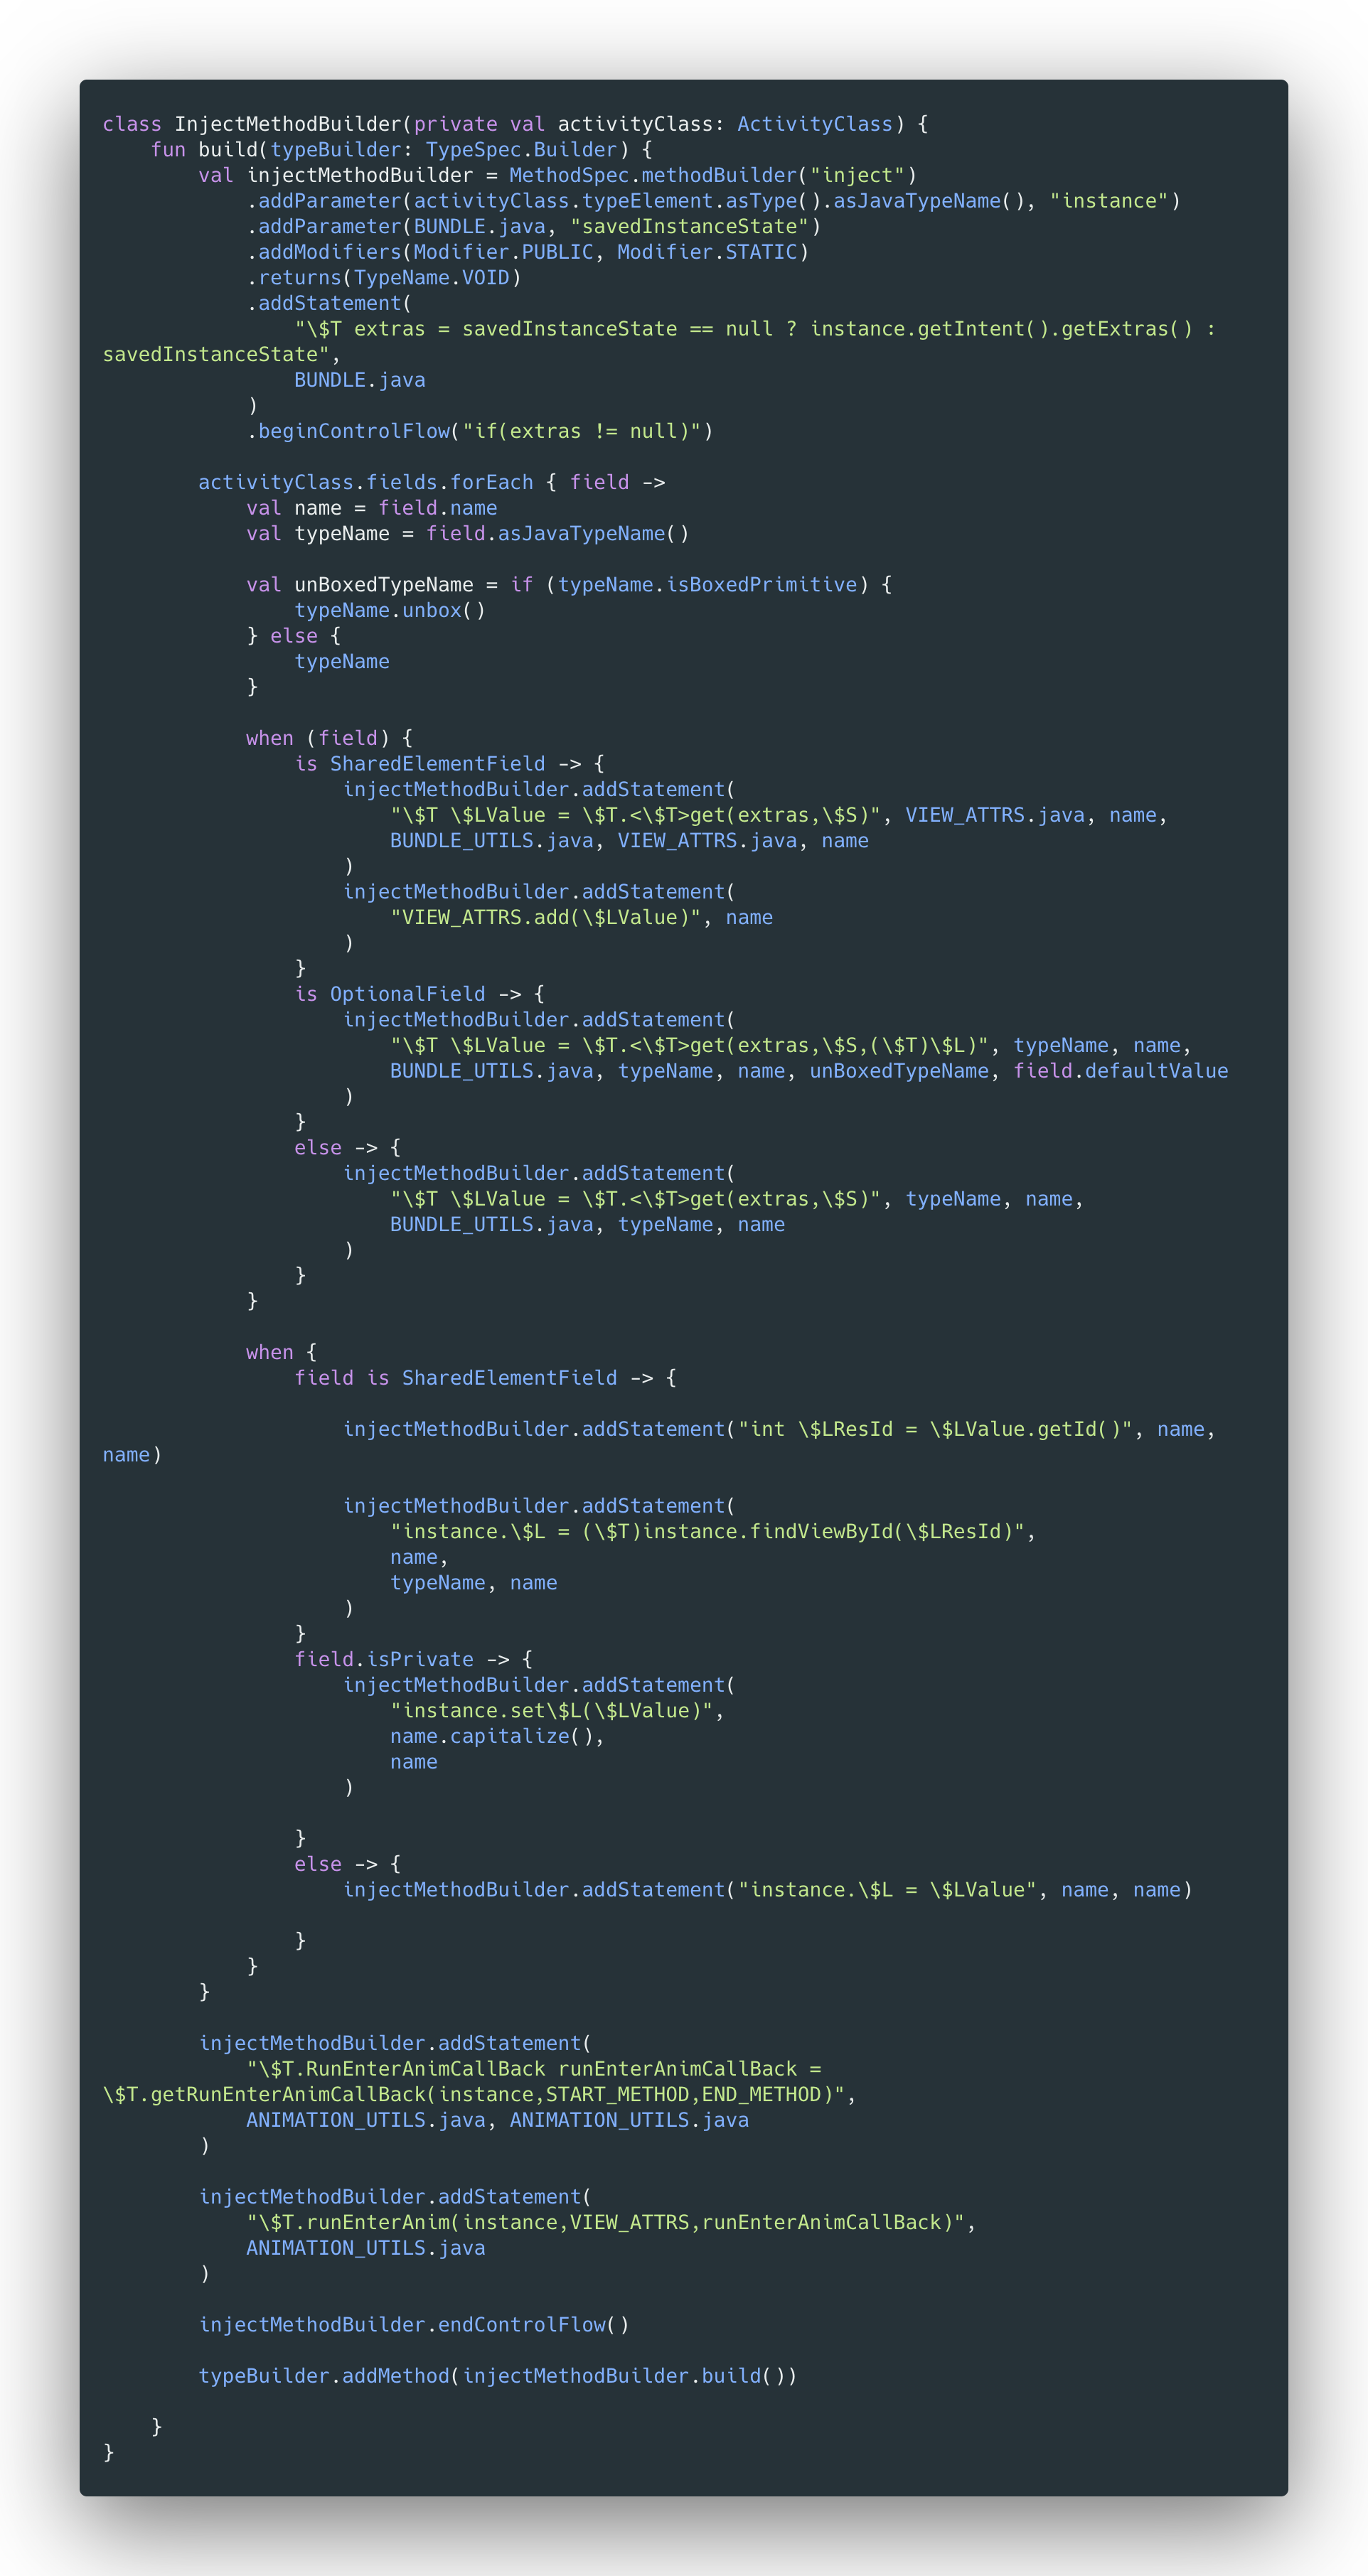 class InjectMethodBuilder(private val activityClass: ActivityClass) {
    fun build(typeBuilder: TypeSpec.Builder) {
        val injectMethodBuilder = MethodSpec.methodBuilder("inject")
            .addParameter(activityClass.typeElement.asType().asJavaTypeName(), "instance")
            .addParameter(BUNDLE.java, "savedInstanceState")
            .addModifiers(Modifier.PUBLIC, Modifier.STATIC)
            .returns(TypeName.VOID)
            .addStatement(
                "\$T extras = savedInstanceState == null ? instance.getIntent().getExtras() :
savedInstanceState",
                BUNDLE.java
            )
            .beginControlFlow("if(extras != null)")

        activityClass.fields.forEach { field ->
            val name = field.name
            val typeName = field.asJavaTypeName()

            val unBoxedTypeName = if (typeName.isBoxedPrimitive) {
                typeName.unbox()
            } else {
                typeName
            }

            when (field) {
                is SharedElementField -> {
                    injectMethodBuilder.addStatement(
                        "\$T \$LValue = \$T.<\$T>get(extras,\$S)", VIEW_ATTRS.java, name,
                        BUNDLE_UTILS.java, VIEW_ATTRS.java, name
                    )
                    injectMethodBuilder.addStatement(
                        "VIEW_ATTRS.add(\$LValue)", name
                    )
                }
                is OptionalField -> {
                    injectMethodBuilder.addStatement(
                        "\$T \$LValue = \$T.<\$T>get(extras,\$S,(\$T)\$L)", typeName, name,
                        BUNDLE_UTILS.java, typeName, name, unBoxedTypeName, field.defaultValue
                    )
                }
                else -> {
                    injectMethodBuilder.addStatement(
                        "\$T \$LValue = \$T.<\$T>get(extras,\$S)", typeName, name,
                        BUNDLE_UTILS.java, typeName, name
                    )
                }
            }

            when {
                field is SharedElementField -> {

                    injectMethodBuilder.addStatement("int \$LResId = \$LValue.getId()", name,
name)

                    injectMethodBuilder.addStatement(
                        "instance.\$L = (\$T)instance.findViewById(\$LResId)",
                        name,
                        typeName, name
                    )
                }
                field.isPrivate -> {
                    injectMethodBuilder.addStatement(
                        "instance.set\$L(\$LValue)",
                        name.capitalize(),
                        name
                    )

                }
                else -> {
                    injectMethodBuilder.addStatement("instance.\$L = \$LValue", name, name)

                }
            }
        }

        injectMethodBuilder.addStatement(
            "\$T.RunEnterAnimCallBack runEnterAnimCallBack =
\$T.getRunEnterAnimCallBack(instance,START_METHOD,END_METHOD)",
            ANIMATION_UTILS.java, ANIMATION_UTILS.java
        )

        injectMethodBuilder.addStatement(
            "\$T.runEnterAnim(instance,VIEW_ATTRS,runEnterAnimCallBack)",
            ANIMATION_UTILS.java
        )

        injectMethodBuilder.endControlFlow()

        typeBuilder.addMethod(injectMethodBuilder.build())

    }
}